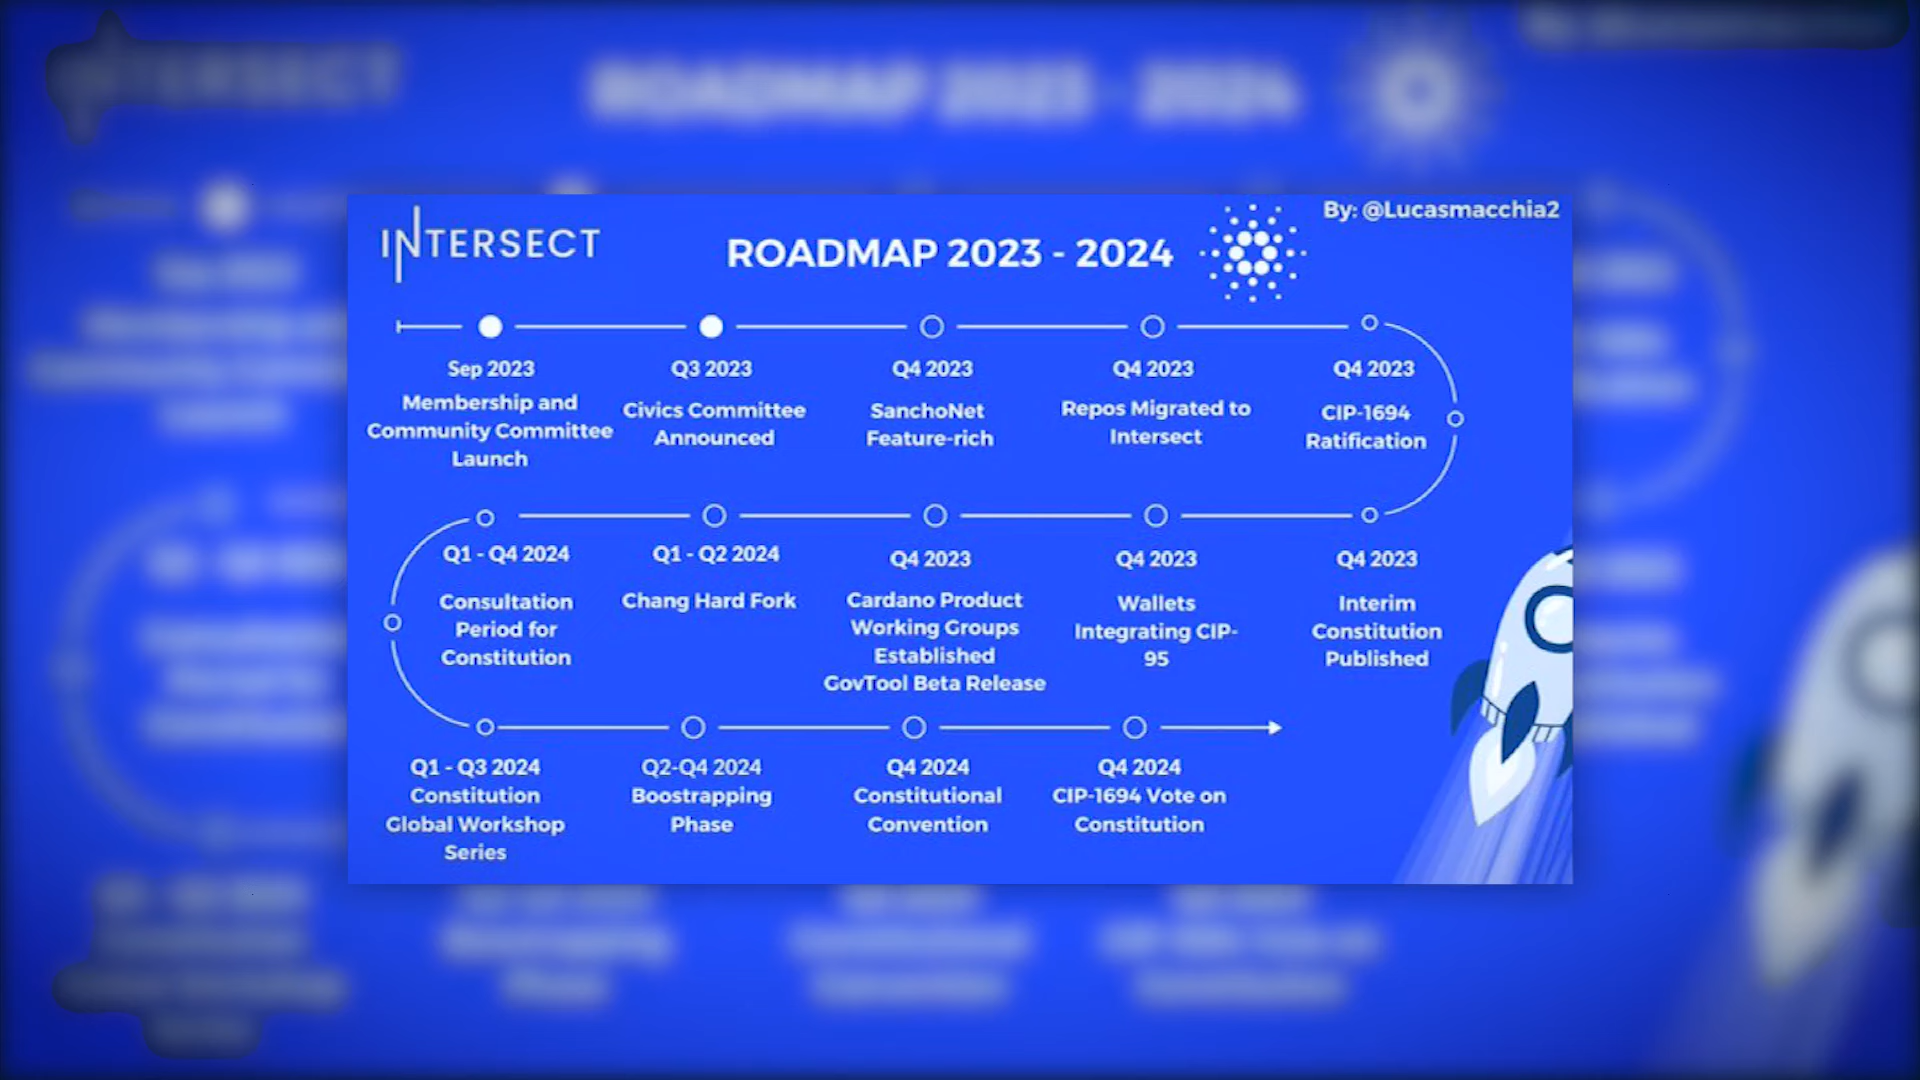 INTERSECT
ROADMAP 2023 - 2024
By: @Lucasmacchia2
Sep 2023
Membership and
Community Committee
Launch
Q3 2023
Civics Committee
Announced
Q4 2023
SanchoNet
Feature-rich
Q4 2023
Repos Migrated to
Intersect
Q4 2023
CIP-1694
Ratification
Q1 - Q4 2024
Consultation
Period for
Constitution
Q1 - Q2 2024
Chang Hard Fork
Q4 2023
Cardano Product
Working Groups
Established
GovTool Beta Release
Q4 2023
Wallets
Integrating CIP-
95
Q4 2023
Interim
Constitution
Published
Q1 - Q3 2024
Constitution
Global Workshop
Series
Q2-Q4 2024
Boostrapping
Phase
Q4 2024
Constitutional
Convention
Q4 2024
CIP-1694 Vote on
Constitution